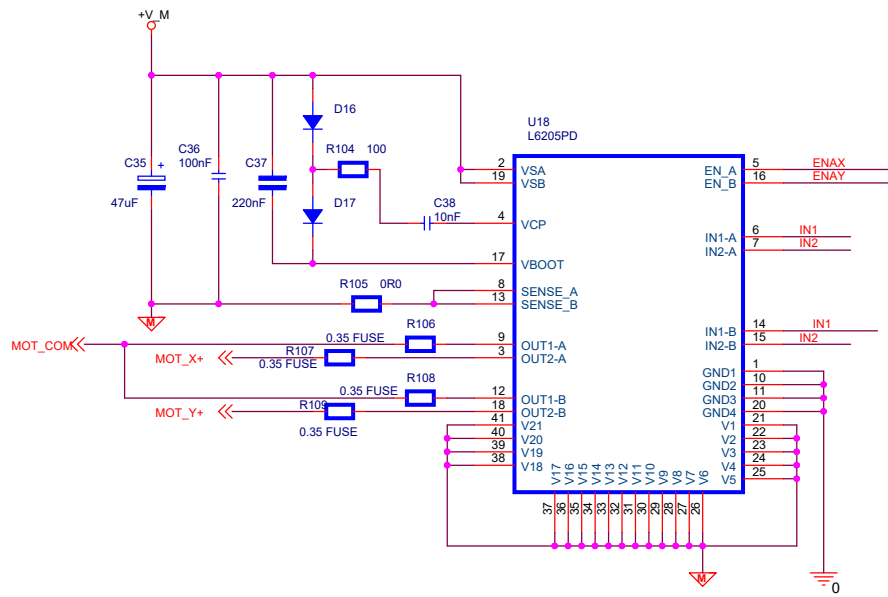 +V_M
D16
U18
L6205PD
R104 100
C36
100nF
C35 +
47uF
C37
220nF
D17
C38
10nF
2 VSA
19 VSB
4 VCP
17 VBOOT
R105 0R0
8 SENSE_A
13 SENSE_B
M
5 EN_A ENAX
16 EN_B ENAY
6 IN1-A IN1
7 IN2-A IN2
14 IN1-B IN1
15 IN2-B IN2
R106
0.35 FUSE
MOT_COM
9 OUT1-A
R107
MOT_X+
3 OUT2-A
0.35 FUSE
R108
0.35 FUSE
12 OUT1-B
R109
MOT_Y+
18 OUT2-B
0.35 FUSE
41 V21
40 V20
39 V19
38 V18
GND1 1
GND2 10
GND3 11
GND4 20
V1 21
V2 22
V3 23
V4 24
V5 25
V17 V16 V15 V14 V13 V12 V11 V10 V9 V8 V7 V6
37 36 35 34 33 32 31 30 29 28 27 26
M
0